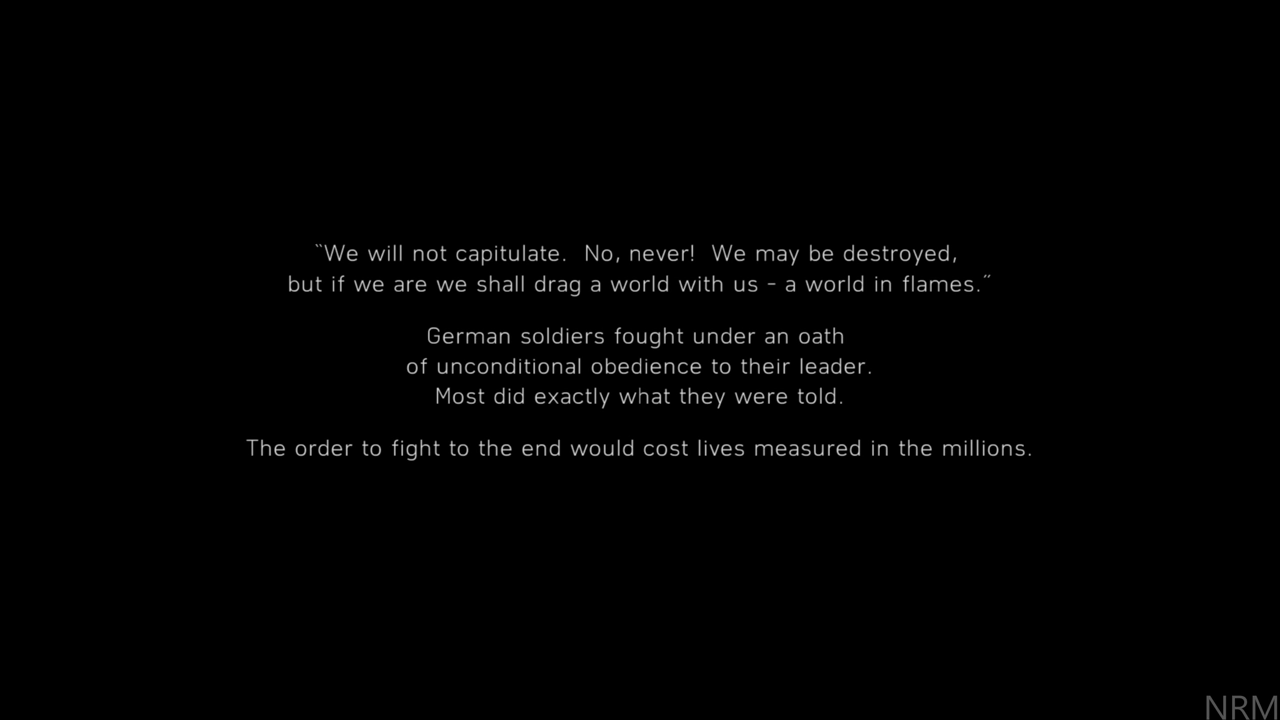 “We will not capitulate. No, never! We may be destroyed,
but if we are we shall drag a world with us - a world in flames.”
German soldiers fought under an oath
of unconditional obedience to their leader.
Most did exactly what they were told.
The order to fight to the end would cost lives measured in the millions.
NRM